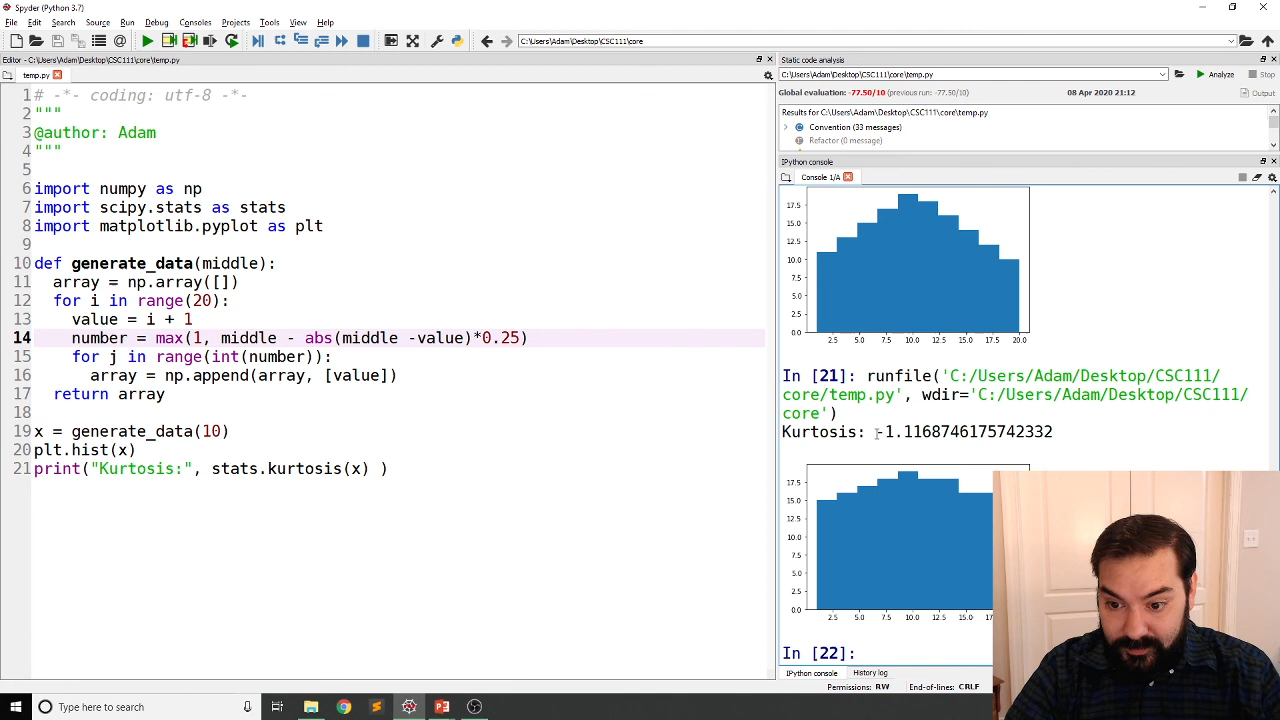 Spyder (Python 3.7)
File Edit Search Source Run Debug Consoles Projects Tools View Help
C:\Users\Adam\Desktop\CSC111\core
Editor - C:\Users\Adam\Desktop\CSC111\core\temp.py
temp.py
1 # -*- coding: utf-8 -*-
2 """
3 @author: Adam
4 """
5
6 import numpy as np
7 import scipy.stats as stats
8 import matplotlib.pyplot as plt
9
10 def generate_data(middle):
11 array = np.array([])
12 for i in range(20):
13 value = i + 1
14 number = max(1, middle - abs(middle -value)*0.25)
15 for j in range(int(number)):
16 array = np.append(array, [value])
17 return array
18
19 x = generate_data(10)
20 plt.hist(x)
21 print("Kurtosis:", stats.kurtosis(x) )
Static code analysis
C:\Users\Adam\Desktop\CSC111\core\temp.py
Analyze
Stop
Global evaluation: -77.50/10 (previous run: -77.50/10)
08 Apr 2020 21:12
Output
Results for C:\Users\Adam\Desktop\CSC111\core\temp.py
Convention (33 messages)
Refactor (0 message)
IPython console
Console 1/A
17.5
15.0
12.5
10.0
7.5
5.0
2.5
0.0
2.5 5.0 7.5 10.0 12.5 15.0 17.5 20.0
In [21]: runfile('C:/Users/Adam/Desktop/CSC111/
core/temp.py', wdir='C:/Users/Adam/Desktop/CSC111/
core')
Kurtosis: -1.1168746175742332
17.5
15.0
12.5
10.0
7.5
5.0
2.5
0.0
2.5 5.0 7.5 10.0 12.5 15.0
In [22]:
IPython console History log
Permissions: RW End-of-lines: CRLF
Type here to search